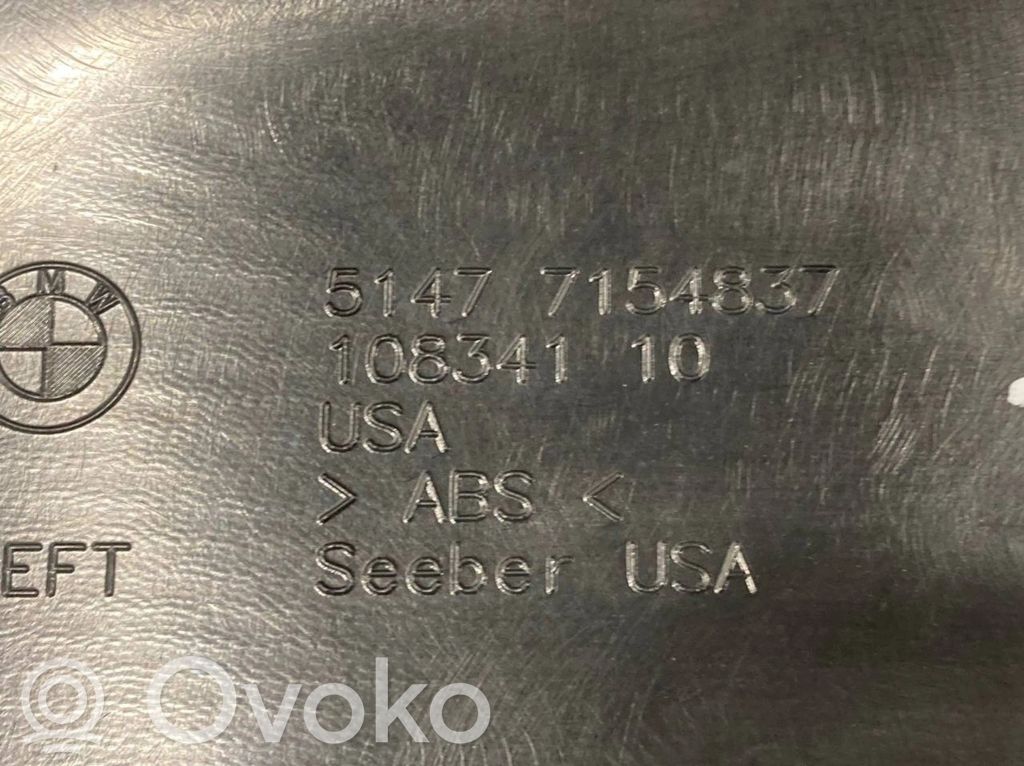 BMW
5147 7154837
108341 10
USA
> ABS <
EFT
Seeber USA
Ovoko